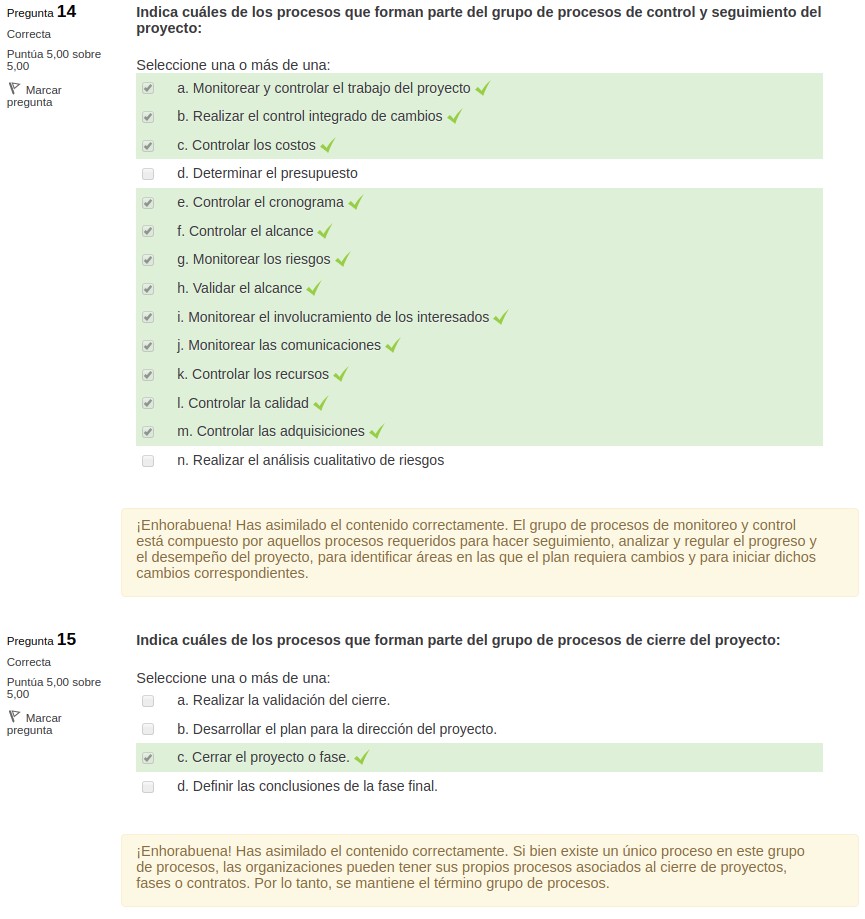 Pregunta 14
Correcta
Puntúa 5,00 sobre
5,00
Marcar
pregunta
Indica cuáles de los procesos que forman parte del grupo de procesos de control y seguimiento del
proyecto:
Seleccione una o más de una:
a. Monitorear y controlar el trabajo del proyecto
b. Realizar el control integrado de cambios
c. Controlar los costos
d. Determinar el presupuesto
e. Controlar el cronograma
f. Controlar el alcance
g. Monitorear los riesgos
h. Validar el alcance
i. Monitorear el involucramiento de los interesados
j. Monitorear las comunicaciones
k. Controlar los recursos
l. Controlar la calidad
m. Controlar las adquisiciones
n. Realizar el análisis cualitativo de riesgos
¡Enhorabuena! Has asimilado el contenido correctamente. El grupo de procesos de monitoreo y control
está compuesto por aquellos procesos requeridos para hacer seguimiento, analizar y regular el progreso y
el desempeño del proyecto, para identificar áreas en las que el plan requiera cambios y para iniciar dichos
cambios correspondientes.
Pregunta 15
Correcta
Puntúa 5,00 sobre
5,00
Marcar
pregunta
Indica cuáles de los procesos que forman parte del grupo de procesos de cierre del proyecto:
Seleccione una o más de una:
a. Realizar la validación del cierre.
b. Desarrollar el plan para la dirección del proyecto.
c. Cerrar el proyecto o fase.
d. Definir las conclusiones de la fase final.
¡Enhorabuena! Has asimilado el contenido correctamente. Si bien existe un único proceso en este grupo
de procesos, las organizaciones pueden tener sus propios procesos asociados al cierre de proyectos,
fases o contratos. Por lo tanto, se mantiene el término grupo de procesos.